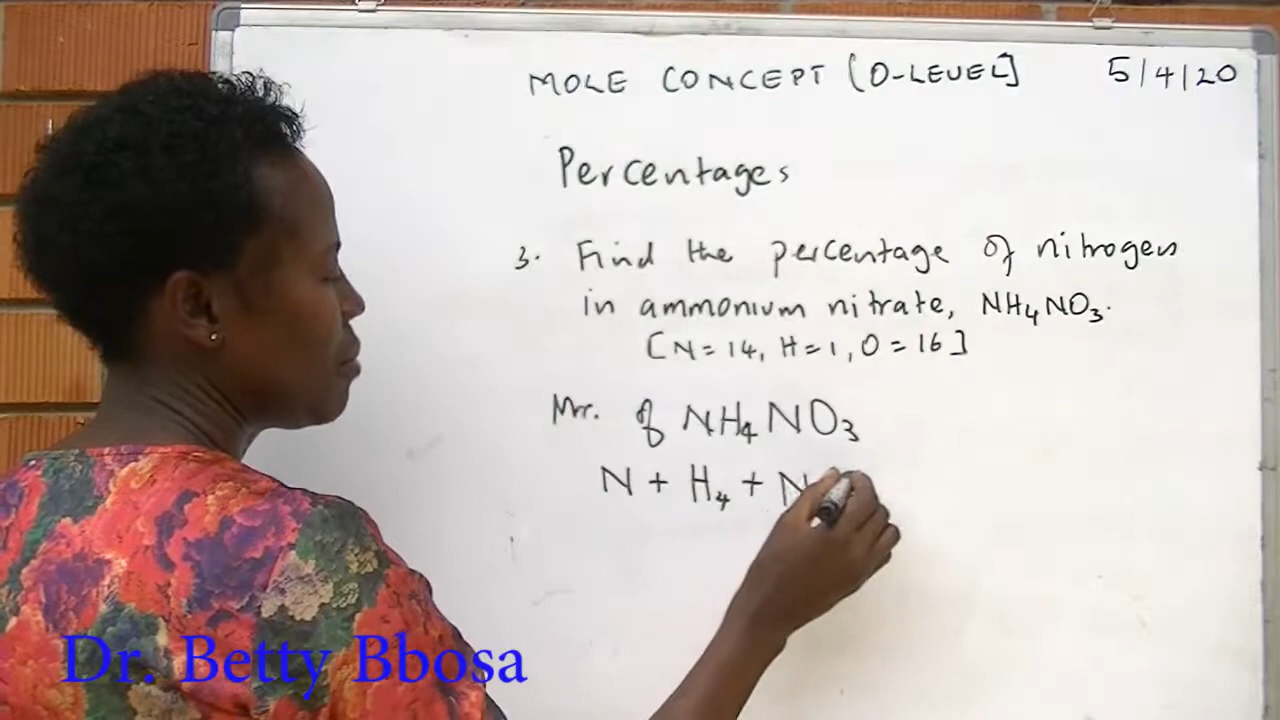 MOLE CONCEPT [O-LEVEL] 5/4/20
Percentages
3. Find the percentage of nitrogen
in ammonium nitrate, NH₄NO₃.
[N=14, H=1, O=16]
Mr. of NH₄NO₃
N + H₄ + N
Dr. Betty Bbosa